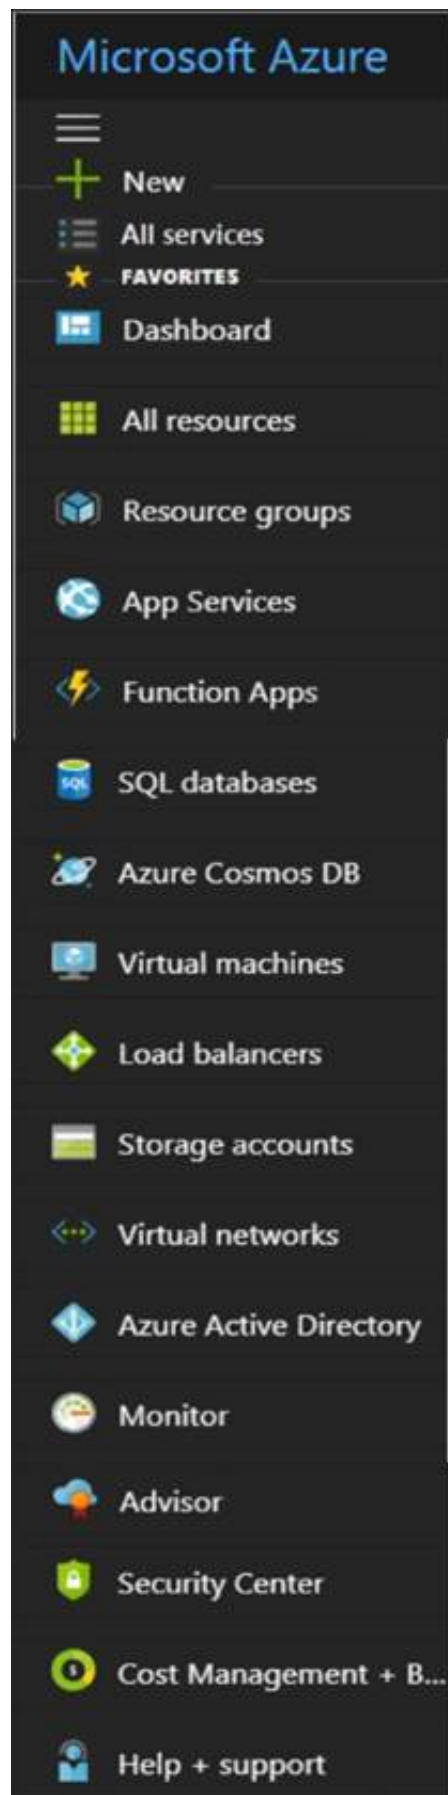 Microsoft Azure
New
All services
FAVORITES
Dashboard
All resources
Resource groups
App Services
Function Apps
SQL databases
Azure Cosmos DB
Virtual machines
Load balancers
Storage accounts
Virtual networks
Azure Active Directory
Monitor
Advisor
Security Center
Cost Management + B...
Help + support